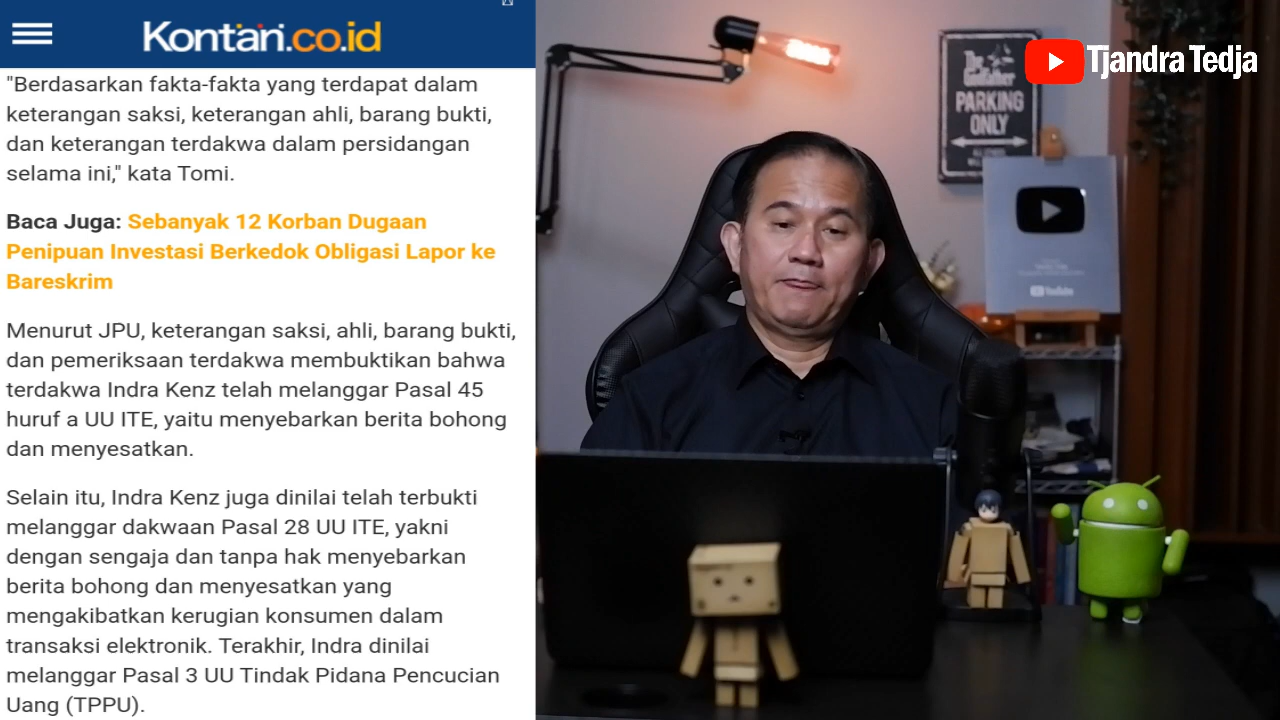 Kontan.co.id
"Berdasarkan fakta-fakta yang terdapat dalam
keterangan saksi, keterangan ahli, barang bukti,
dan keterangan terdakwa dalam persidangan
selama ini," kata Tomi.
Baca Juga: Sebanyak 12 Korban Dugaan
Penipuan Investasi Berkedok Obligasi Lapor ke
Bareskrim
Menurut JPU, keterangan saksi, ahli, barang bukti,
dan pemeriksaan terdakwa membuktikan bahwa
terdakwa Indra Kenz telah melanggar Pasal 45
huruf a UU ITE, yaitu menyebarkan berita bohong
dan menyesatkan.
Selain itu, Indra Kenz juga dinilai telah terbukti
melanggar dakwaan Pasal 28 UU ITE, yakni
dengan sengaja dan tanpa hak menyebarkan
berita bohong dan menyesatkan yang
mengakibatkan kerugian konsumen dalam
transaksi elektronik. Terakhir, Indra dinilai
melanggar Pasal 3 UU Tindak Pidana Pencucian
Uang (TPPU).
Tjandra Tedja
The
Godfather
PARKING
ONLY
YouTube